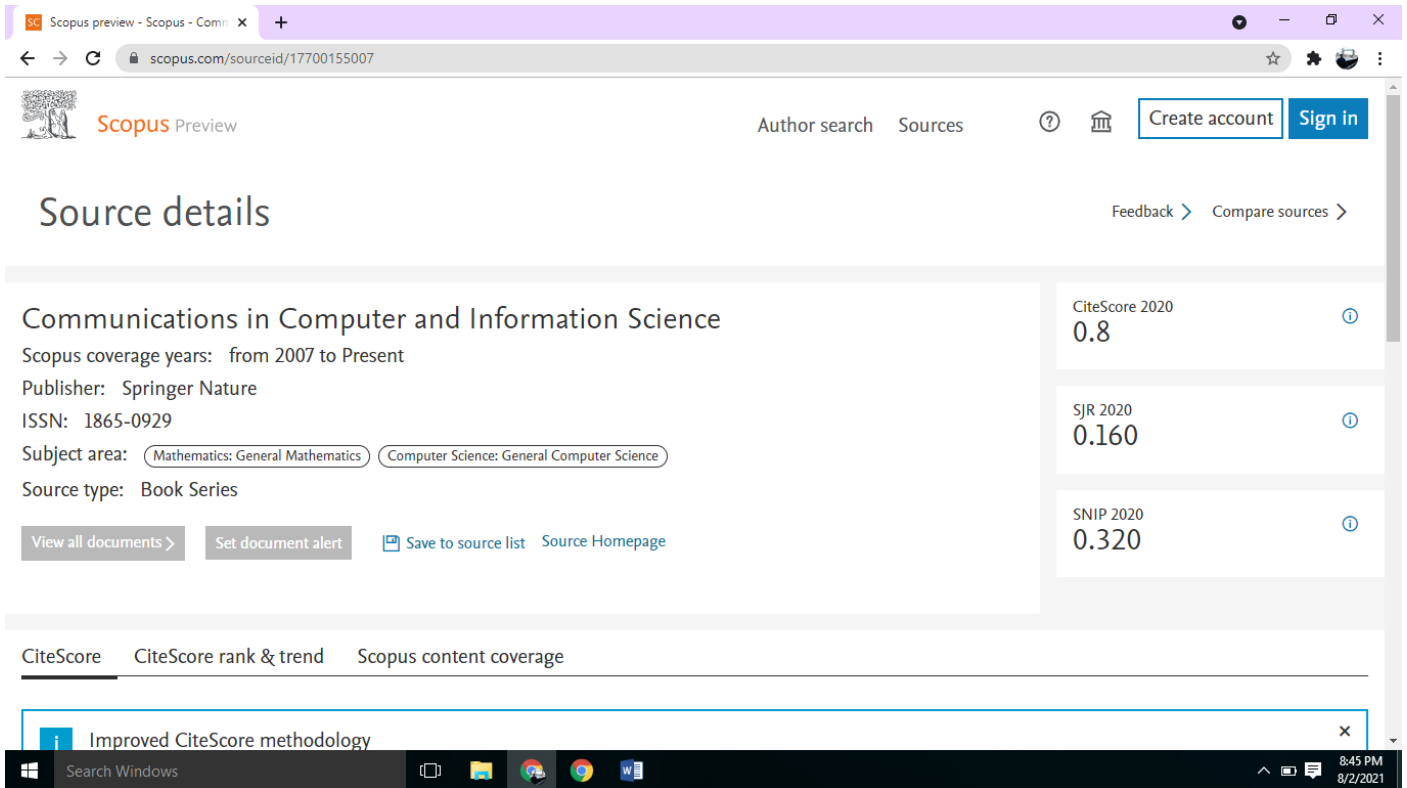 SC Scopus preview - Scopus - Comm
scopus.com/sourceid/17700155007
Scopus Preview
Author search Sources Create account Sign in
Source details
Feedback Compare sources
Communications in Computer and Information Science
Scopus coverage years: from 2007 to Present
Publisher: Springer Nature
ISSN: 1865-0929
Subject area: Mathematics: General Mathematics Computer Science: General Computer Science
Source type: Book Series
View all documents Set document alert Save to source list Source Homepage
CiteScore 2020
0.8
SJR 2020
0.160
SNIP 2020
0.320
CiteScore CiteScore rank & trend Scopus content coverage
Improved CiteScore methodology
Search Windows
8:45 PM
8/2/2021